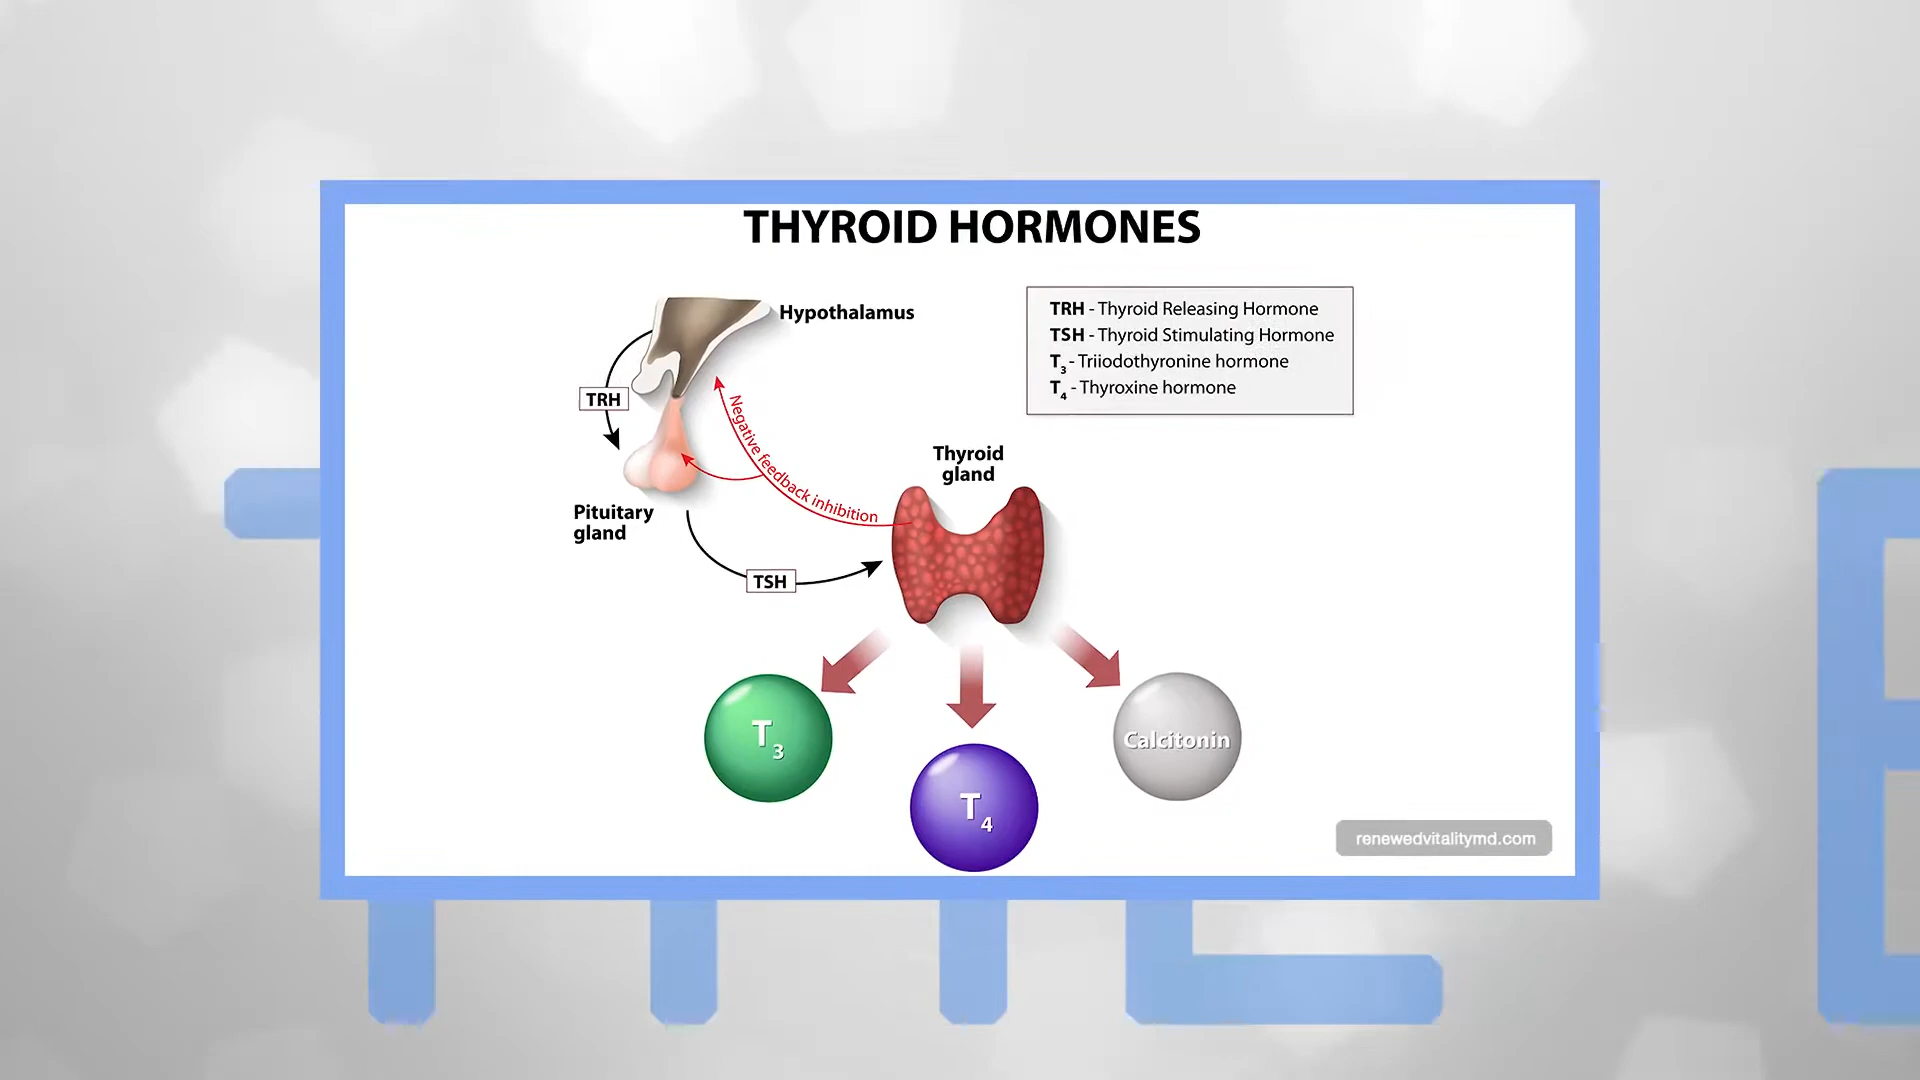 THYROID HORMONES
Hypothalamus
TRH - Thyroid Releasing Hormone
TSH - Thyroid Stimulating Hormone
T3 - Triiodothyronine hormone
T4 - Thyroxine hormone
TRH
Negative feedback inhibition
Thyroid
gland
Pituitary
gland
TSH
T3
T4
Calcitonin
renewedvitalitymd.com